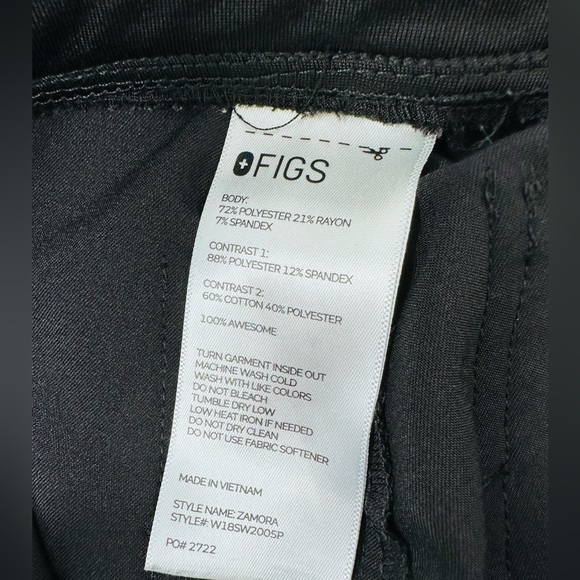 FIGS
BODY:
72% POLYESTER 21% RAYON
7% SPANDEX
CONTRAST 1:
88% POLYESTER 12% SPANDEX
CONTRAST 2:
60% COTTON 40% POLYESTER
100% AWESOME
TURN GARMENT INSIDE OUT
MACHINE WASH COLD
WASH WITH LIKE COLORS
DO NOT BLEACH
TUMBLE DRY LOW
LOW HEAT IRON IF NEEDED
DO NOT DRY CLEAN
DO NOT USE FABRIC SOFTENER
MADE IN VIETNAM
STYLE NAME: ZAMORA
STYLE#: W18SW2005P
PO# 2722